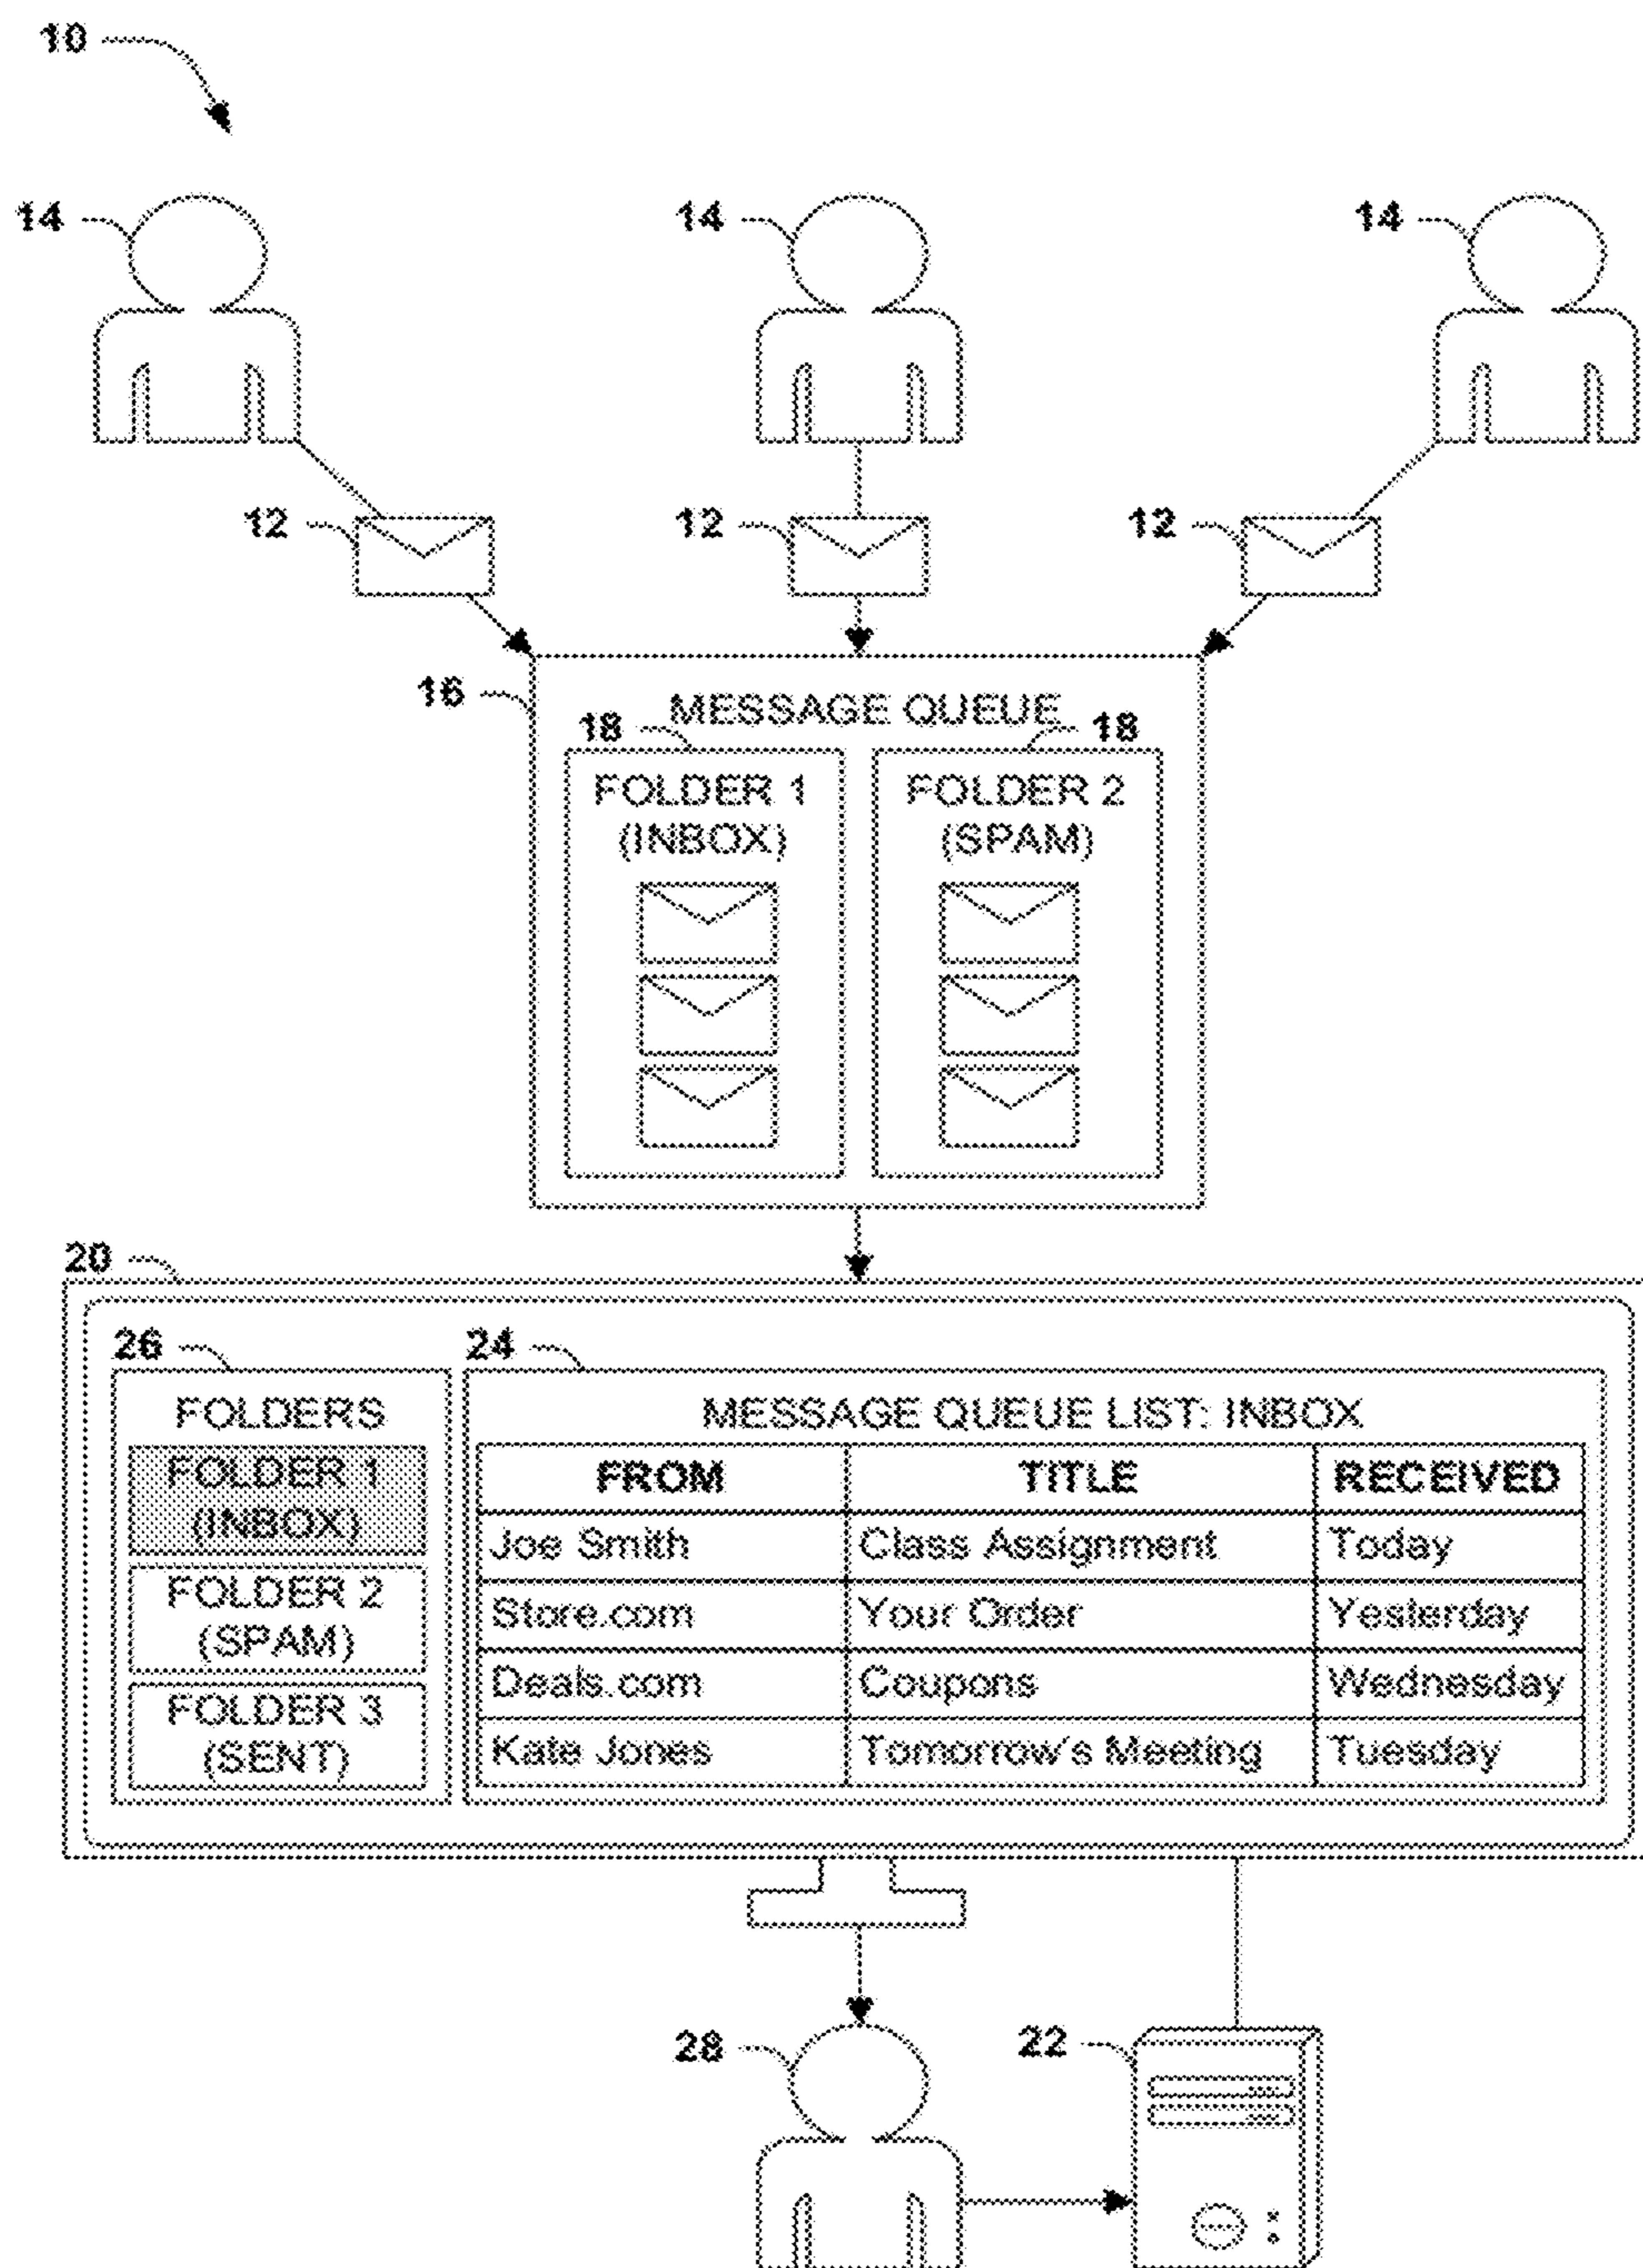 10
14 14 14
12 12 12
16
MESSAGE QUEUE
18 18
FOLDER 1
(INBOX)
FOLDER 2
(SPAM)
20
26 24
FOLDERS
FOLDER 1
(INBOX)
FOLDER 2
(SPAM)
FOLDER 3
(SENT)
MESSAGE QUEUE LIST: INBOX
FROM TITLE RECEIVED
Joe Smith Class Assignment Today
Store.com Your Order Yesterday
Deals.com Coupons Wednesday
Kate Jones Tomorrow's Meeting Tuesday
28 22